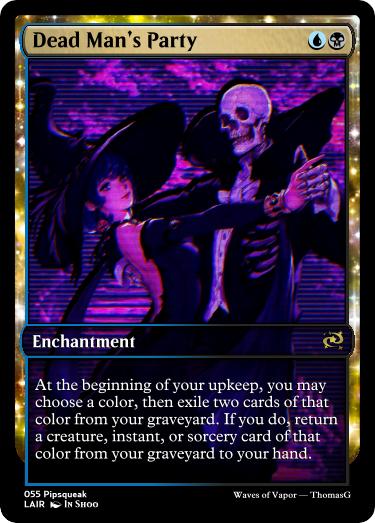 Dead Man's Party
Enchantment
At the beginning of your upkeep, you may
choose a color, then exile two cards of that
color from your graveyard. If you do, return
a creature, instant, or sorcery card of that
color from your graveyard to your hand.
055 Pipsqueak
LAIR In Shoo
Waves of Vapor — ThomasG